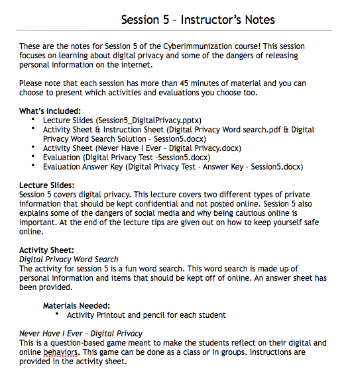 Session 5 – Instructor's Notes
These are the notes for Session 5 of the Cyberimmunization course! This session
focuses on learning about digital privacy and some of the dangers of releasing
personal information on the internet.
Please note that each session has more than 45 minutes of material and you can
choose to present which activities and evaluations you choose too.
What's Included:
• Lecture Slides (Session5_DigitalPrivacy.pptx)
• Activity Sheet & Instruction Sheet (Digital Privacy Word search.pdf & Digital
Privacy Word Search Solution – Session5.docx)
• Activity Sheet (Never Have I Ever – Digital Privacy.docx)
• Evaluation (Digital Privacy Test –Session5.docx)
• Evaluation Answer Key (Digital Privacy Test – Answer Key – Session5.docx)
Lecture Slides:
Session 5 covers digital privacy. This lecture covers two different types of private
information that should be kept confidential and not posted online. Session 5 also
explains some of the dangers of social media and why being cautious online is
important. At the end of the lecture tips are given out on how to keep yourself safe
online.
Activity Sheet:
Digital Privacy Word Search
The activity for session 5 is a fun word search. This word search is made up of
personal information and items that should be kept off of online. An answer sheet has
been provided.
Materials Needed:
• Activity Printout and pencil for each student
Never Have I Ever – Digital Privacy
This is a question-based game meant to make the students reflect on their digital and
online behaviors. This game can be done as a class or in groups. Instructions are
provided in the activity sheet.